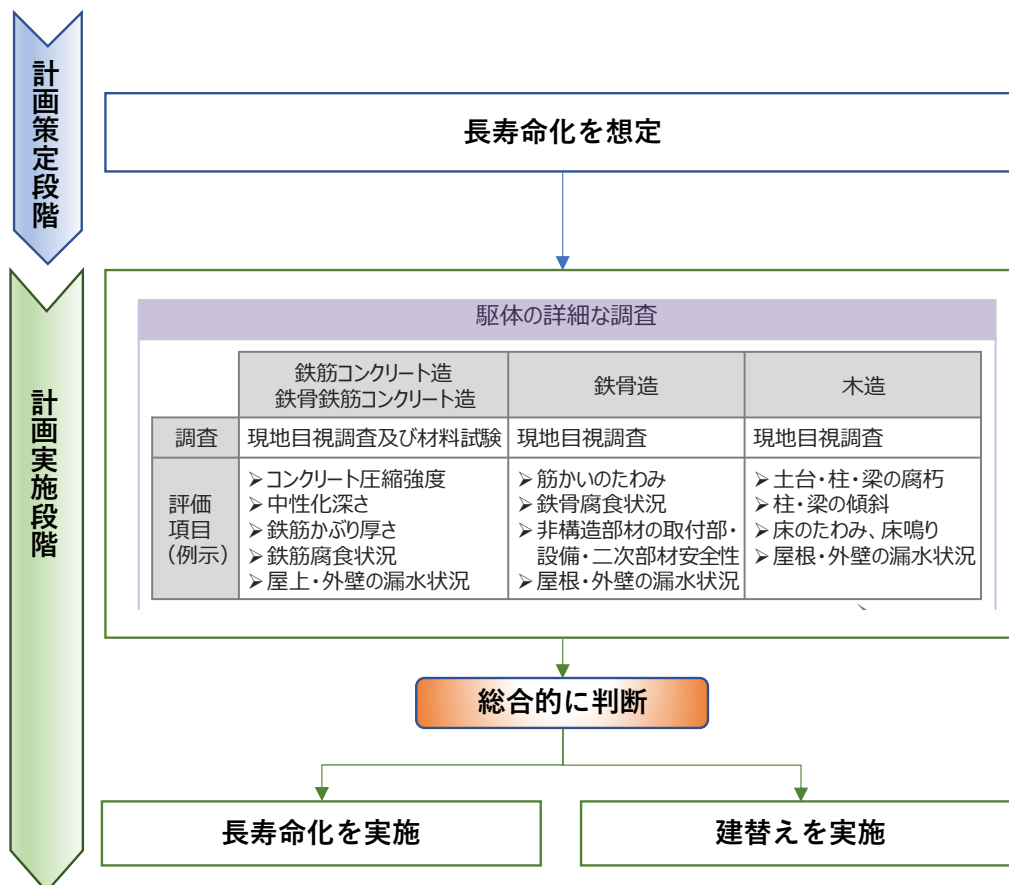 計画策定段階
長寿命化を想定
計画実施段階
駆体の詳細な調査
鉄筋コンクリート造
鉄骨鉄筋コンクリート造
鉄骨造
木造
調査
現地目視調査及び材料試験
現地目視調査
現地目視調査
評価
項目
(例示)
➢コンクリート圧縮強度
➢中性化深さ
➢鉄筋かぶり厚さ
➢鉄筋腐食状況
➢屋上・外壁の漏水状況
➢筋かいのたわみ
➢鉄骨腐食状況
➢非構造部材の取付部・
設備・二次部材安全性
➢屋根・外壁の漏水状況
➢土台・柱・梁の腐朽
➢柱・梁の傾斜
➢床のたわみ、床鳴り
➢屋根・外壁の漏水状況
総合的に判断
長寿命化を実施
建替えを実施